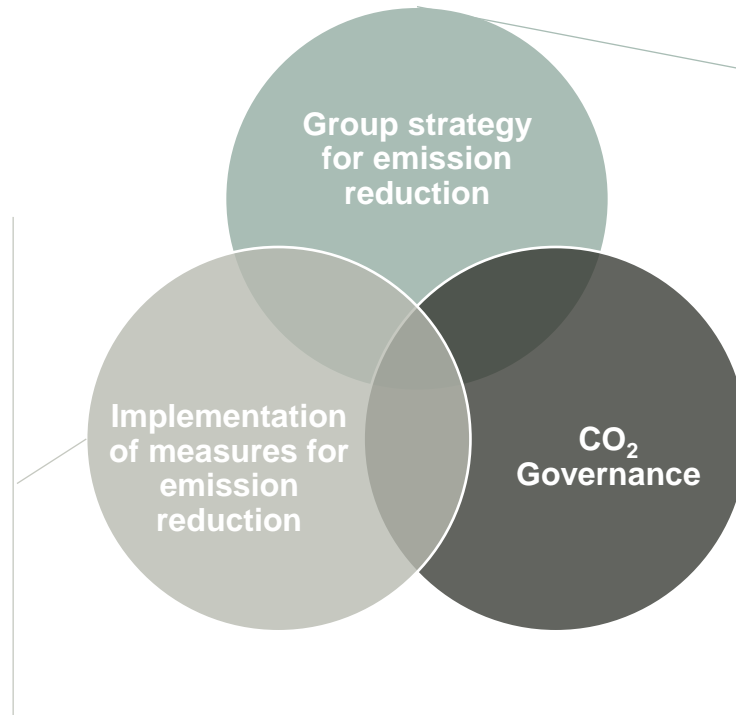 Group strategy
for emission
reduction
Implementation
of measures for
emission
reduction
CO₂
Governance